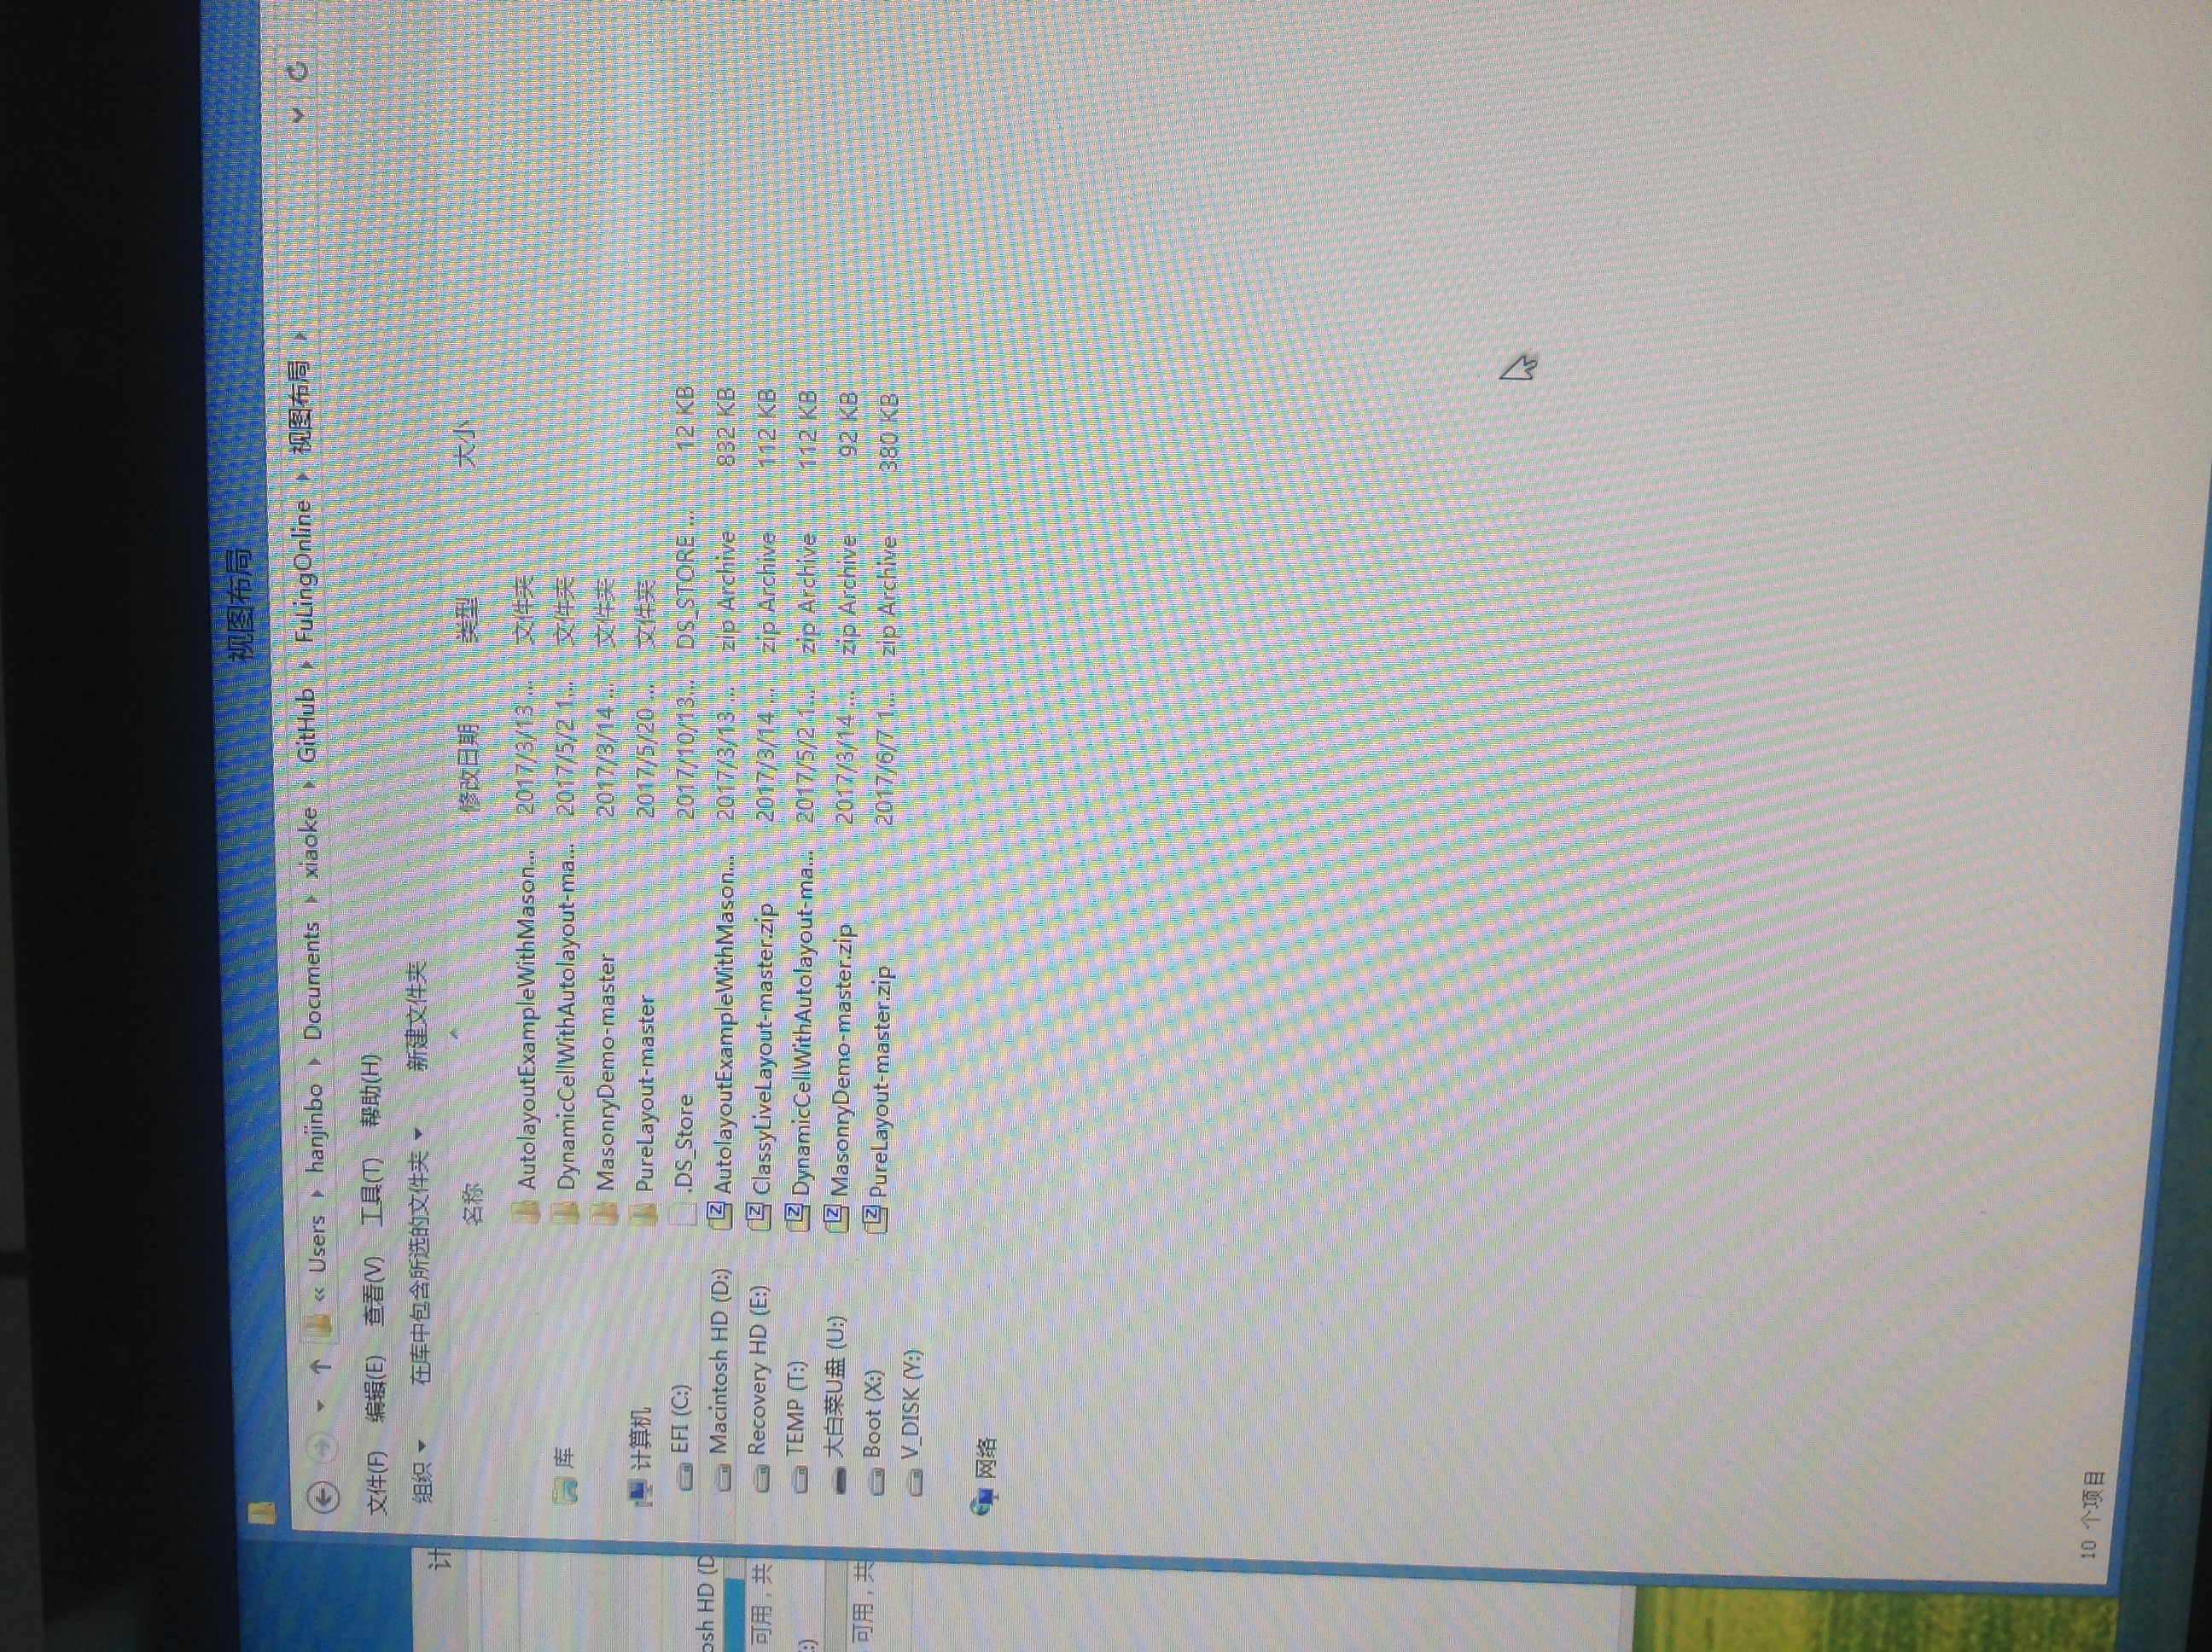 视图布局
« Users › hanjinbo › Documents › xiaoke › GitHub › FuLingOnline › 视图布局 ›
文件(F) 编辑(E) 查看(V) 工具(T) 帮助(H)
组织 在库中包含所选的文件夹 新建文件夹
计
名称 修改日期 类型 大小
AutolayoutExampleWithMason... 2017/3/13 ... 文件夹
DynamicCellWithAutolayout-ma... 2017/5/2 1... 文件夹
MasonryDemo-master 2017/3/14 ... 文件夹
PureLayout-master 2017/5/20 ... 文件夹
.DS_Store 2017/10/13... DS_STORE ... 12 KB
AutolayoutExampleWithMason... 2017/3/13 ... zip Archive 832 KB
ClassyLiveLayout-master.zip 2017/3/14 ... zip Archive 112 KB
DynamicCellWithAutolayout-ma... 2017/5/2 1... zip Archive 112 KB
MasonryDemo-master.zip 2017/3/14 ... zip Archive 92 KB
PureLayout-master.zip 2017/6/7 1... zip Archive 380 KB
库
计算机
EFI (C:)
Macintosh HD (D:)
Recovery HD (E:)
TEMP (T:)
大白菜U盘 (U:)
Boot (X:)
V_DISK (Y:)
网络
osh HD (D
可用，共
:)
可用，共
10 个项目